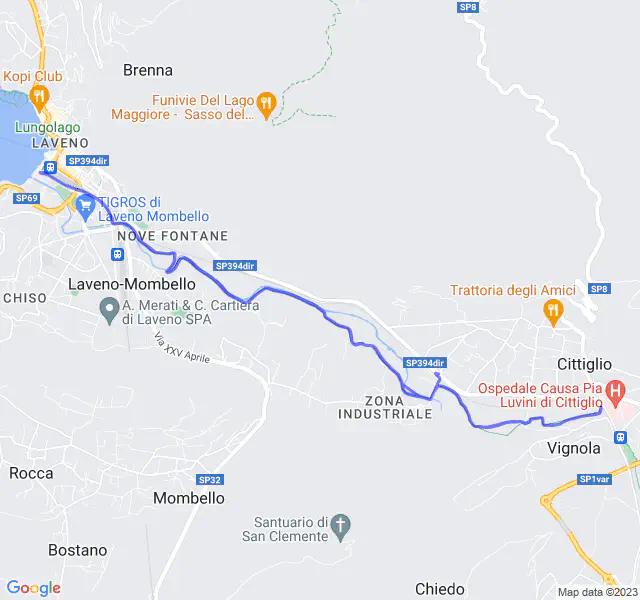 SP8
Brenna
Kopi Club
Funivie Del Lago
Maggiore - Sasso del...
Lungolago
LAVENO
SP394dir
SP69
TIGROS di
Laveno Mombello
NOVE FONTANE
SP394dir
Laveno-Mombello
CHISO
A. Merati & C. Cartiera
di Laveno SPA
Trattoria degli Amici
SP8
Via XXV Aprile
SP394dir
Cittiglio
Ospedale Causa Pia
Luvini di Cittiglio
H
ZONA
INDUSTRIALE
Vignola
Rocca
SP32
SP1var
Mombello
Santuario di
San Clemente
Bostano
Chiedo
Google
Map data ©2023